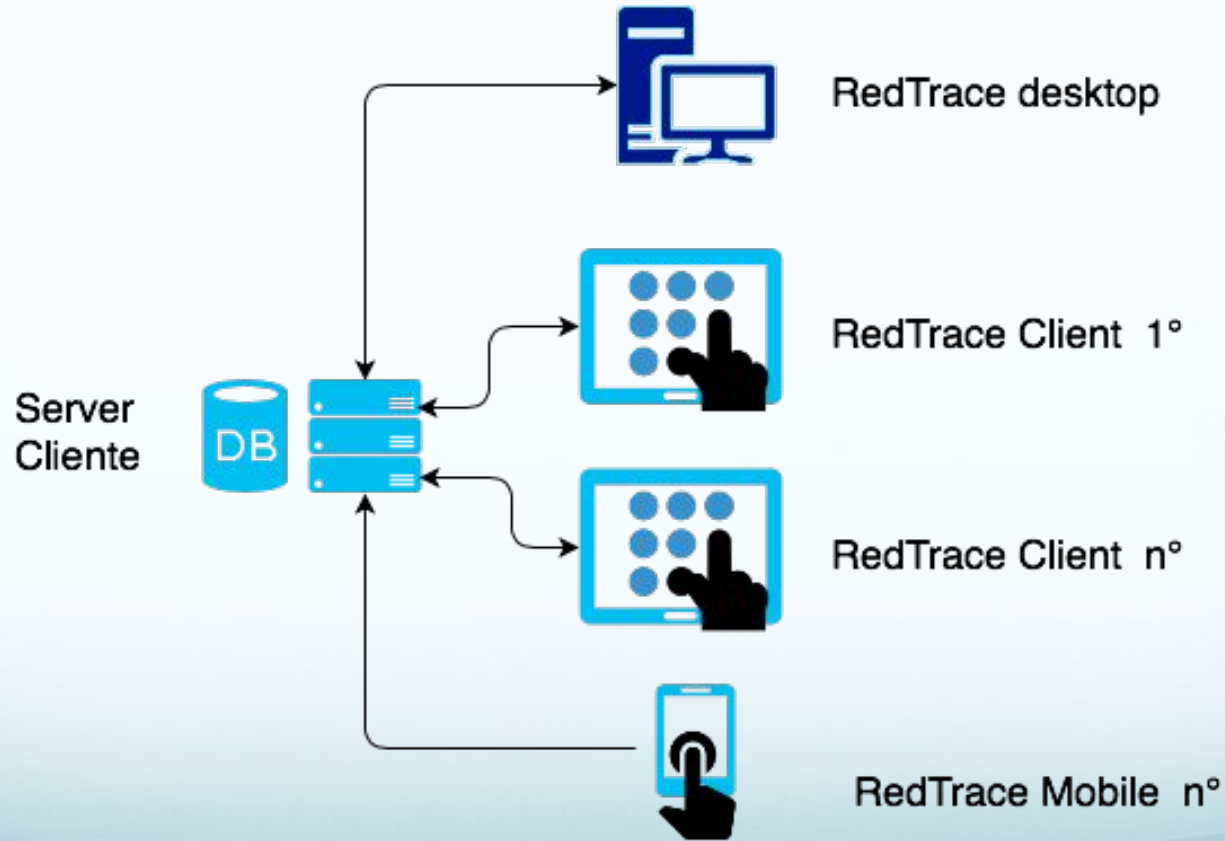 RedTrace desktop
RedTrace Client 1°
Server
Cliente
DB
RedTrace Client n°
RedTrace Mobile n°